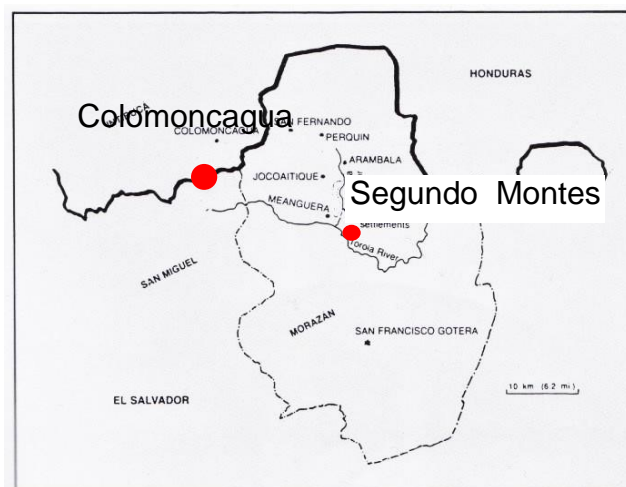 HONDURAS
Colomoncagua
SAN FERNANDO
COLOMONCAGUA
PERQUIN
ARAMBALA
JOCOAITIQUE
Segundo Montes
MEANGUERA
settlements
Toroia River
SAN MIGUEL
MORAZAN
SAN FRANCISCO GOTERA
10 km (6.2 mi)
EL SALVADOR